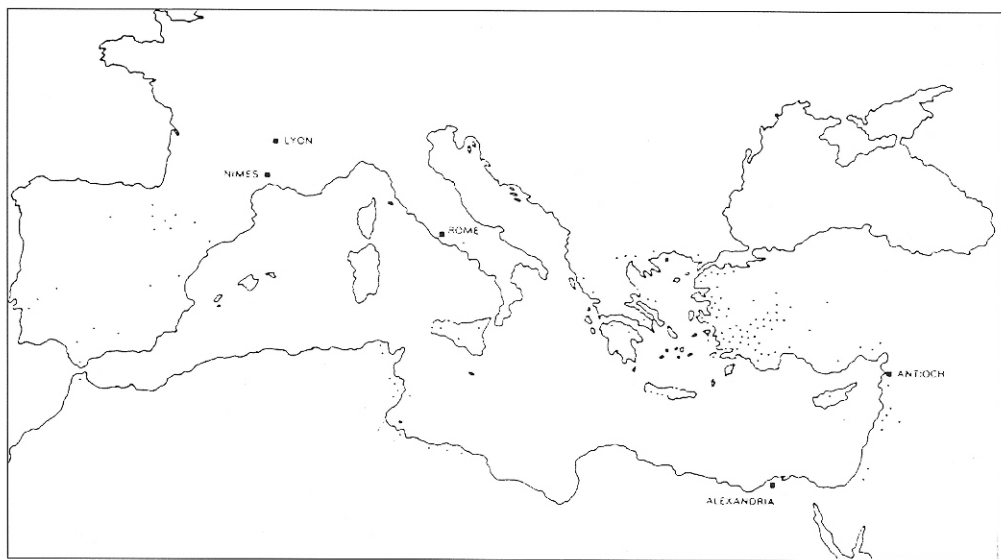 LYON
NIMES
ROME
ANTIOCH
ALEXANDRIA